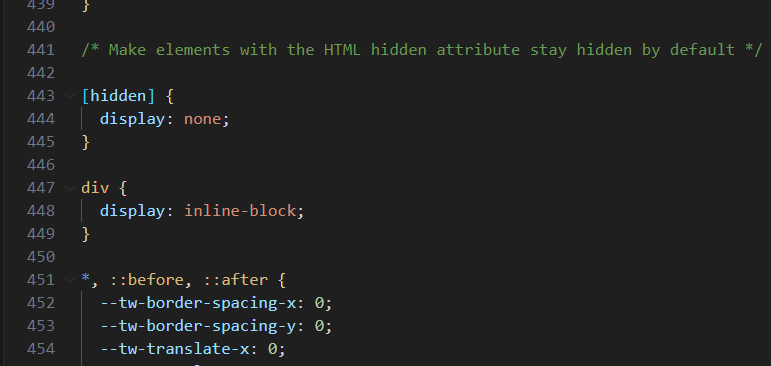 439 }
440
441 /* Make elements with the HTML hidden attribute stay hidden by default */
442
443 [hidden] {
444 display: none;
445 }
446
447 div {
448 display: inline-block;
449 }
450
451 *, ::before, ::after {
452 --tw-border-spacing-x: 0;
453 --tw-border-spacing-y: 0;
454 --tw-translate-x: 0;